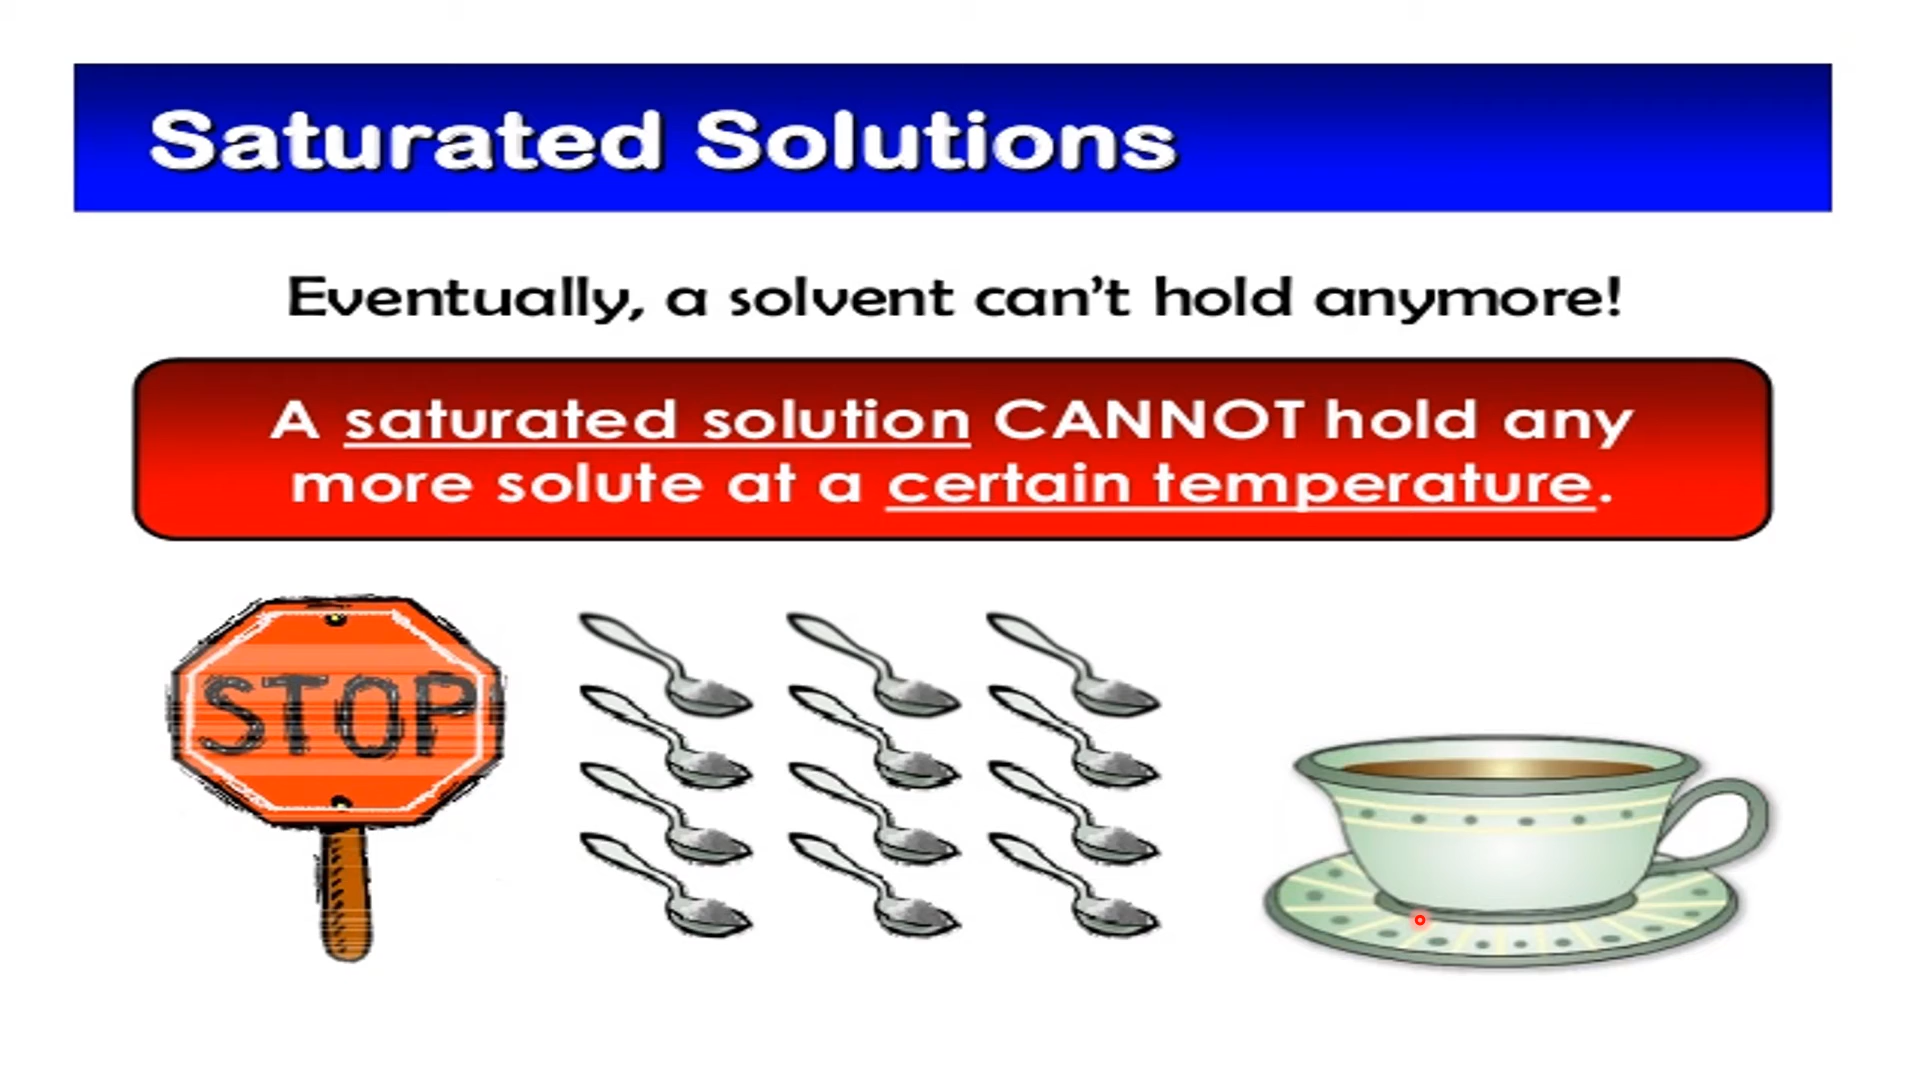 Saturated Solutions
Eventually, a solvent can't hold anymore!
A saturated solution CANNOT hold any
more solute at a certain temperature.
STOP